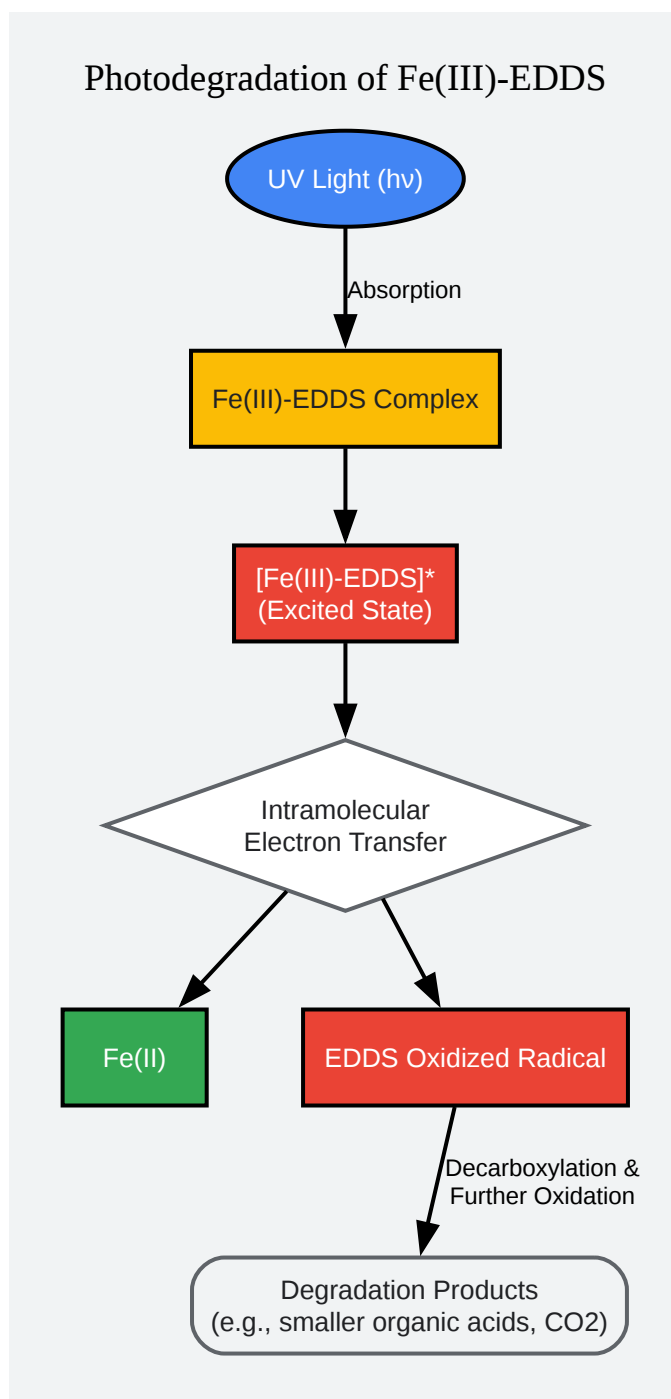 Photodegradation of Fe(III)-EDDS
UV Light (hν)
Absorption
Fe(III)-EDDS Complex
[Fe(III)-EDDS]*
(Excited State)
Intramolecular
Electron Transfer
Fe(II)
EDDS Oxidized Radical
Decarboxylation &
Further Oxidation
Degradation Products
(e.g., smaller organic acids, CO2)